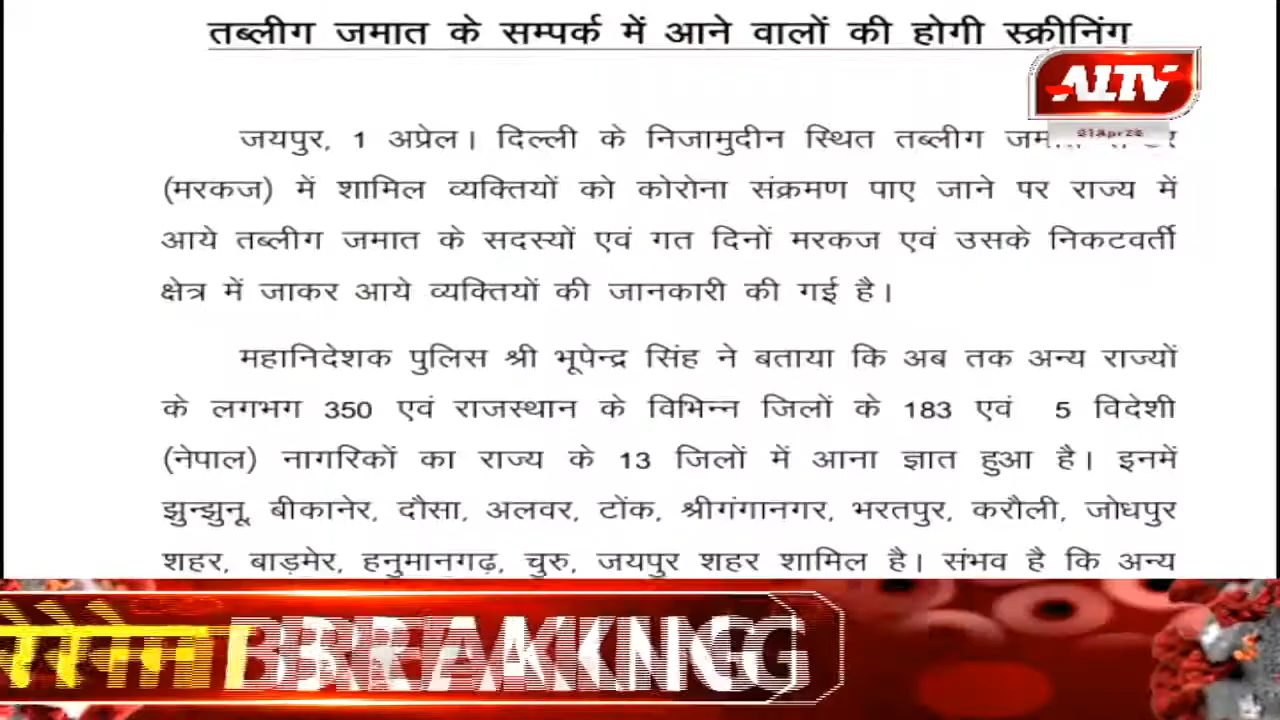 तब्लीग जमात के सम्पर्क में आने वालों की होगी स्क्रीनिंग
ALTV
जयपुर, 1 अप्रेल। दिल्ली के निजामुदीन स्थित तब्लीग
(मरकज) में शामिल व्यक्तियों को कोरोना संक्रमण पाए जाने पर राज्य में
आये तब्लीग जमात के सदस्यों एवं गत दिनों मरकज एवं उसके निकटवर्ती
क्षेत्र में जाकर आये व्यक्तियों की जानकारी की गई है।
महानिदेशक पुलिस श्री भूपेन्द्र सिंह ने बताया कि अब तक अन्य राज्यों
के लगभग 350 एवं राजस्थान के विभिन्न जिलों के 183 एवं 5 विदेशी
(नेपाल) नागरिकों का राज्य के 13 जिलों में आना ज्ञात हुआ है। इनमें
झुन्झुनू, बीकानेर, दौसा, अलवर, टोंक, श्रीगंगानगर, भरतपुर, करौली, जोधपुर
शहर, बाड़मेर, हनुमानगढ़, चुरु, जयपुर शहर शामिल है। संभव है कि अन्य